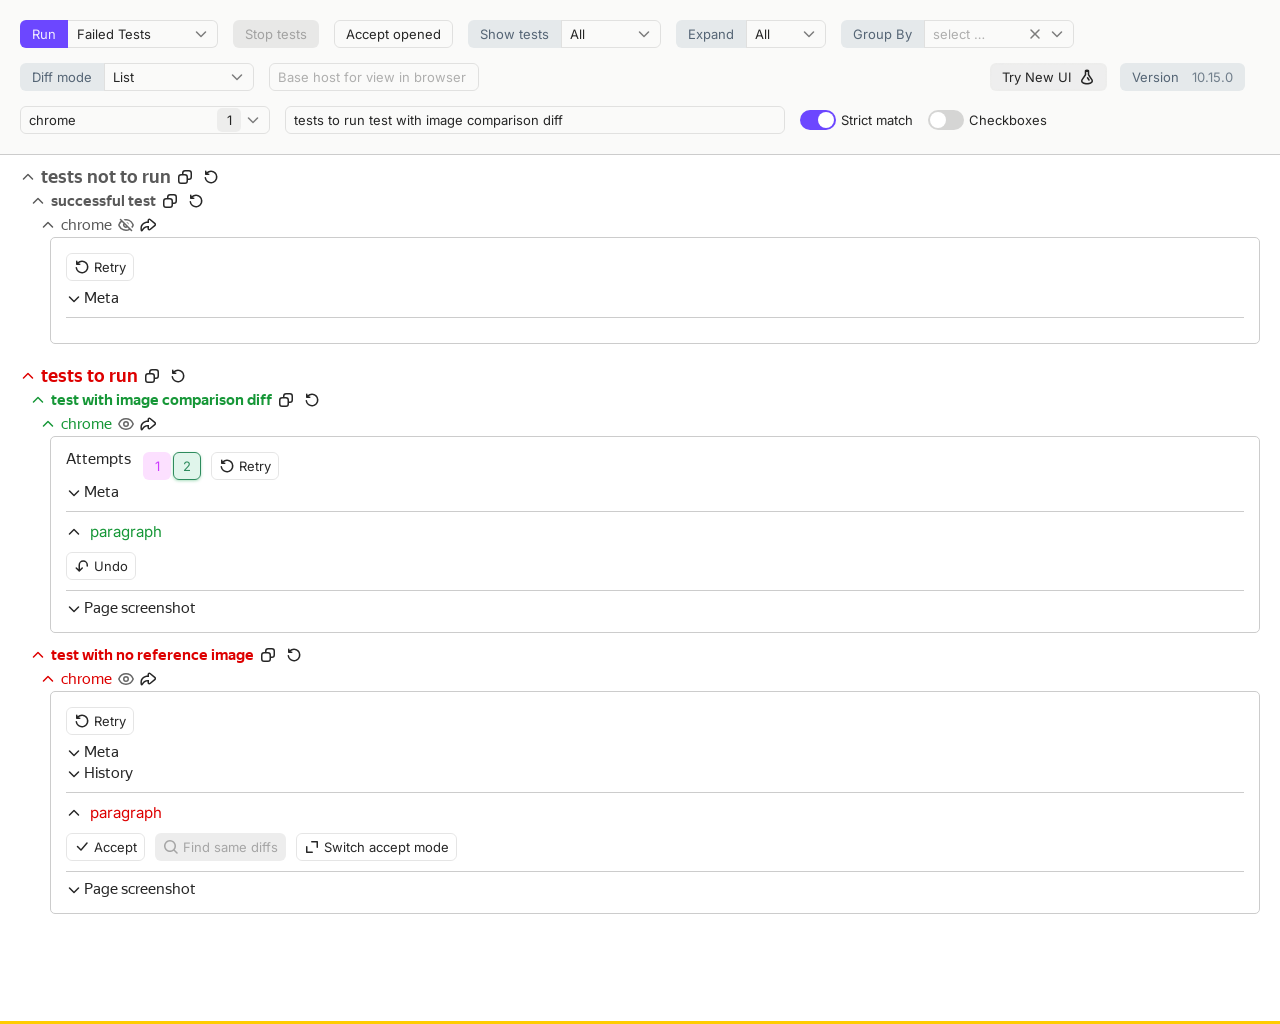 Run Failed Tests Stop tests Accept opened Show tests All Expand All Group By select ...
Diff mode List Base host for view in browser Try New UI Version 10.15.0
chrome 1 tests to run test with image comparison diff Strict match Checkboxes
tests not to run
successful test
chrome
Retry
Meta
tests to run
test with image comparison diff
chrome
Attempts 1 2 Retry
Meta
paragraph
Undo
Page screenshot
test with no reference image
chrome
Retry
Meta
History
paragraph
Accept Find same diffs Switch accept mode
Page screenshot